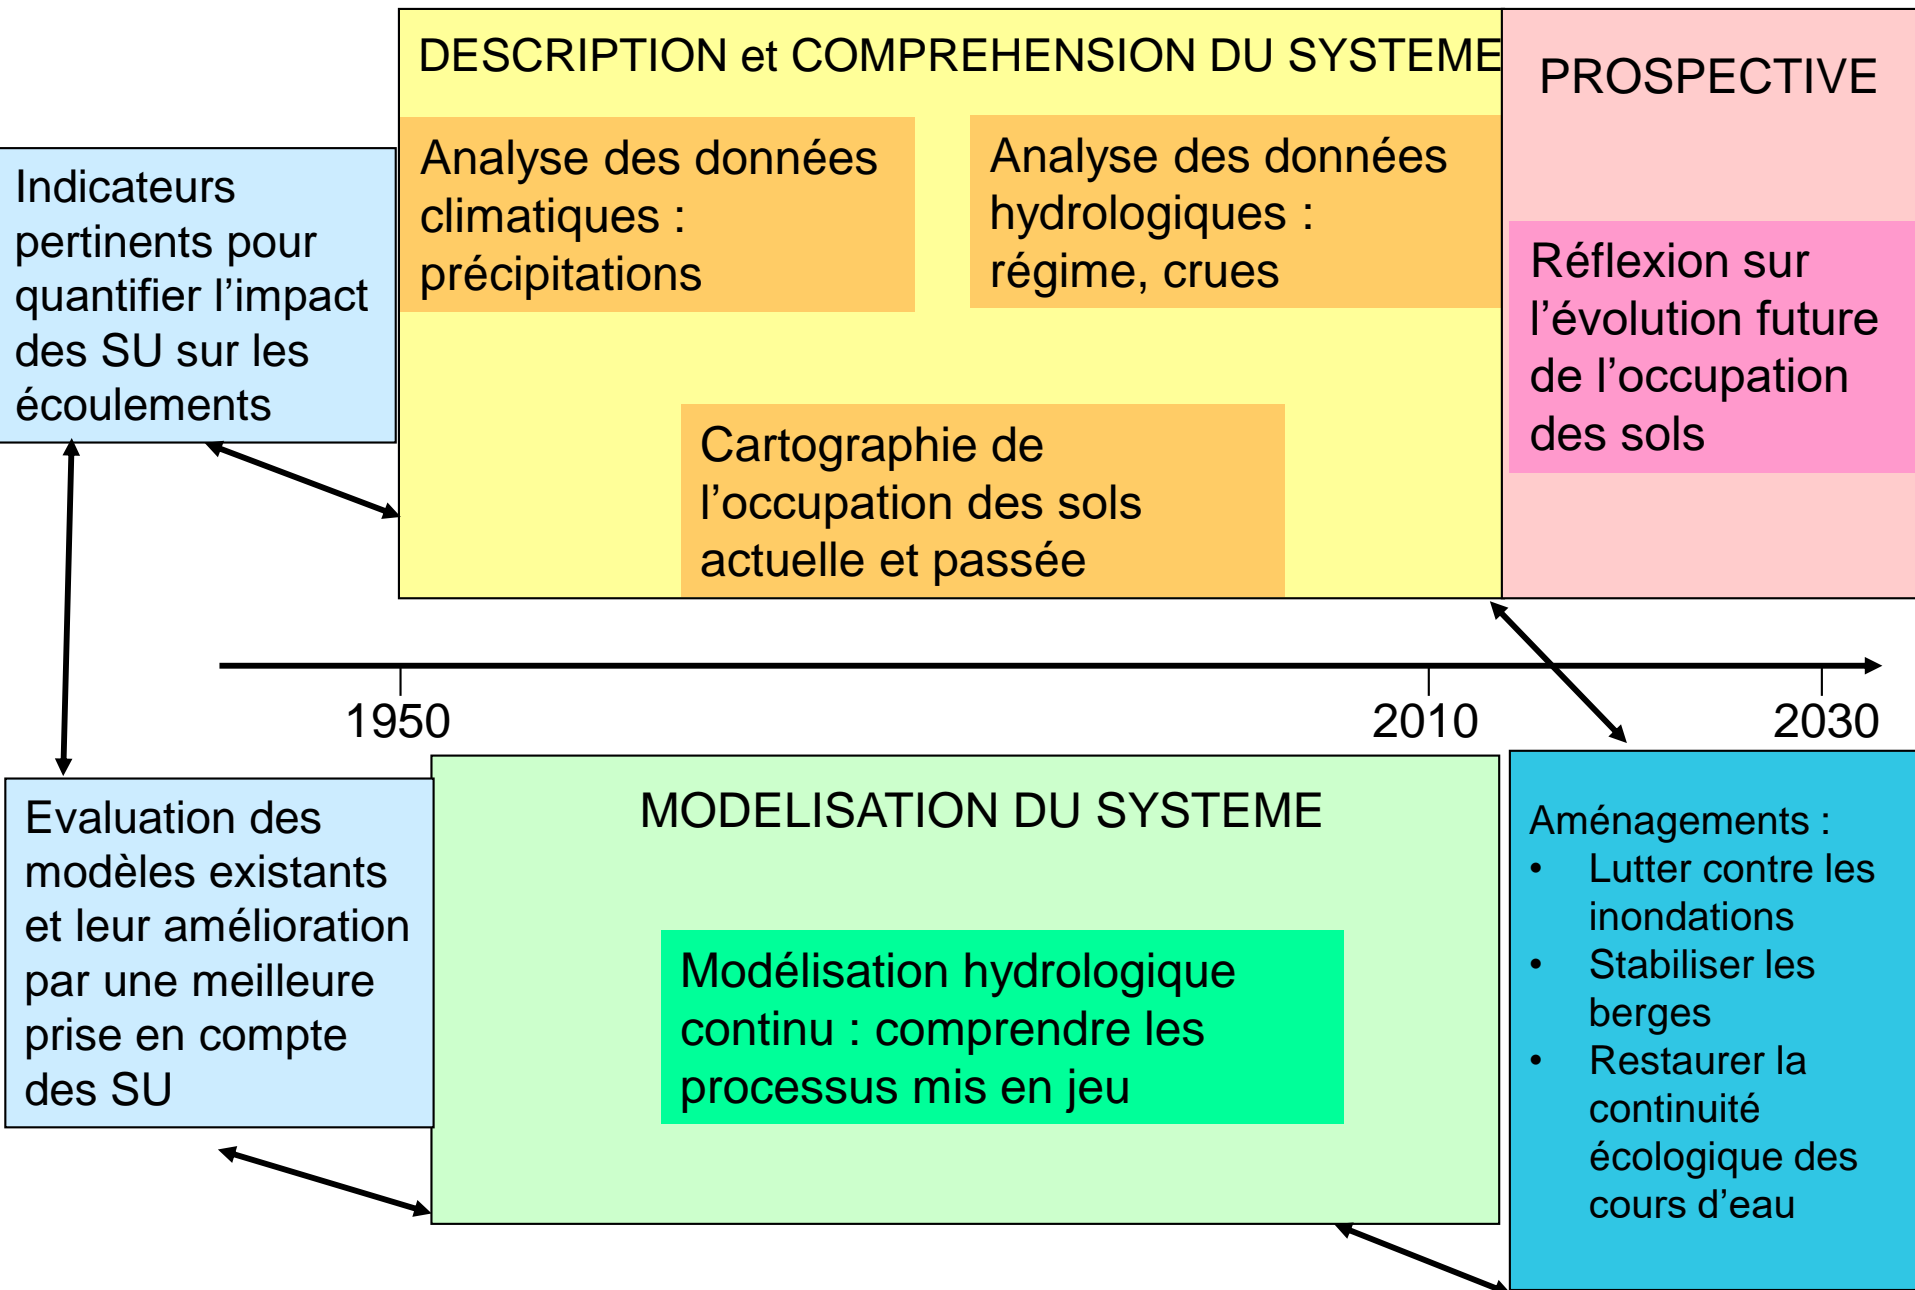 DESCRIPTION et COMPREHENSION DU SYSTEME
PROSPECTIVE
Indicateurs
pertinents pour
quantifier l’impact
des SU sur les
écoulements
Analyse des données
climatiques :
précipitations
Analyse des données
hydrologiques :
régime, crues
Cartographie de
l’occupation des sols
actuelle et passée
Réflexion sur
l’évolution future
de l’occupation
des sols
1950
2010
2030
Evaluation des
modèles existants
et leur amélioration
par une meilleure
prise en compte
des SU
MODELISATION DU SYSTEME
Modélisation hydrologique
continu : comprendre les
processus mis en jeu
Aménagements :
• Lutter contre les
inondations
• Stabiliser les
berges
• Restaurer la
continuité
écologique des
cours d’eau